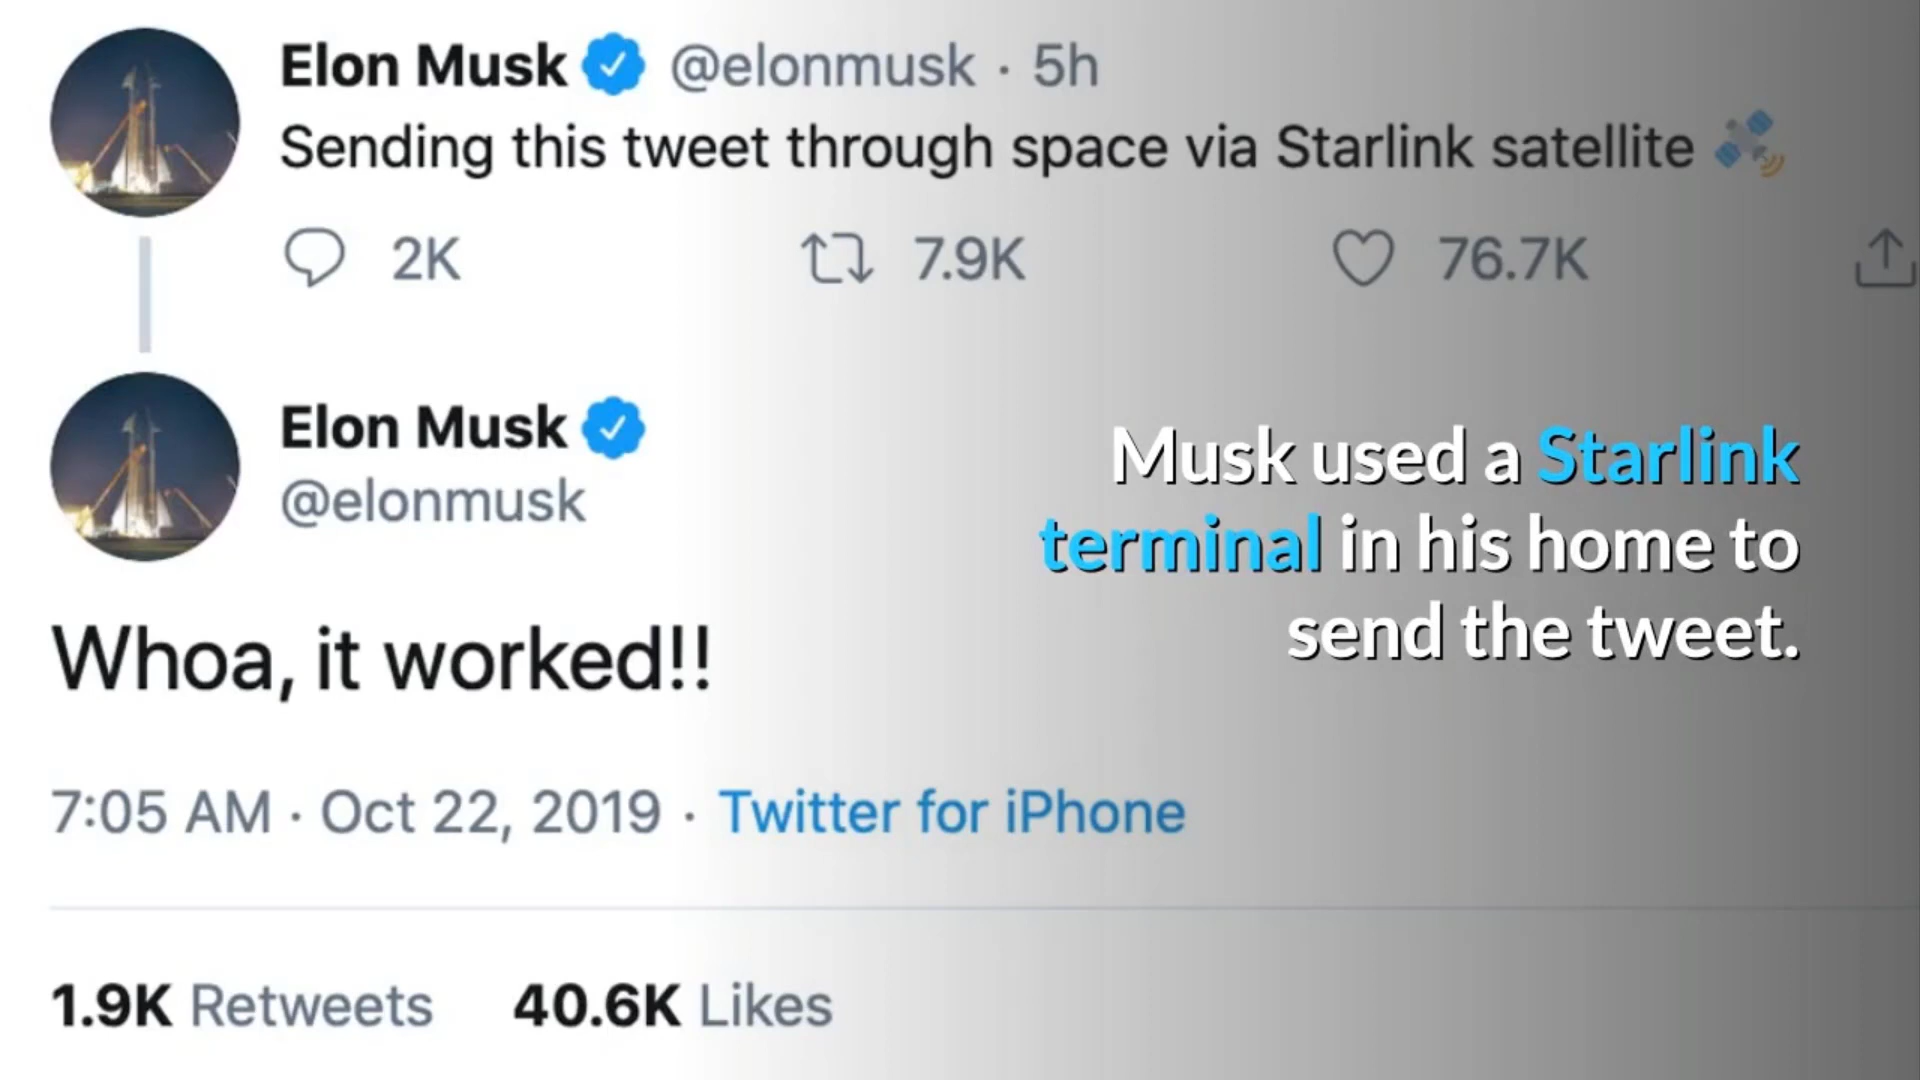 Elon Musk @elonmusk · 5h
Sending this tweet through space via Starlink satellite 🛰
2K 7.9K 76.7K
Elon Musk
@elonmusk
Musk used a Starlink
terminal in his home to
send the tweet.
Whoa, it worked!!
7:05 AM · Oct 22, 2019 · Twitter for iPhone
1.9K Retweets 40.6K Likes